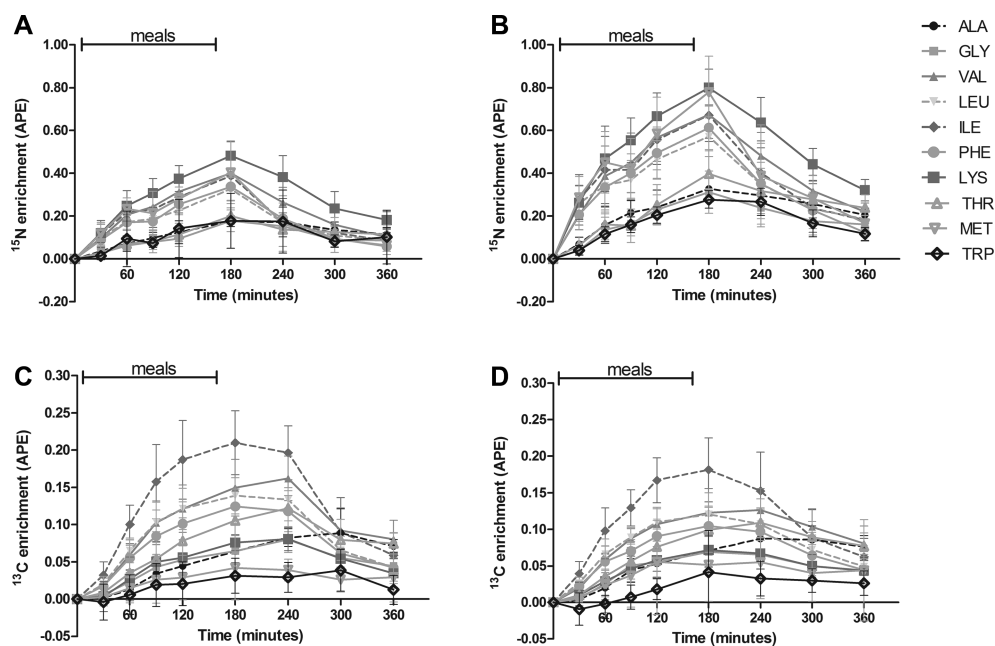 A
meals
1.00
0.80
0.60
0.40
0.20
0.00
-0.20
15N enrichment (APE)
60 120 180 240 300 360
Time (minutes)
B
meals
1.00
0.80
0.60
0.40
0.20
0.00
-0.20
15N enrichment (APE)
60 120 180 240 300 360
Time (minutes)
ALA
GLY
VAL
LEU
ILE
PHE
LYS
THR
MET
TRP
C
meals
0.30
0.25
0.20
0.15
0.10
0.05
0.00
-0.05
13C enrichment (APE)
60 120 180 240 300 360
Time (minutes)
D
meals
0.30
0.25
0.20
0.15
0.10
0.05
0.00
-0.05
13C enrichment (APE)
60 120 180 240 300 360
Time (minutes)